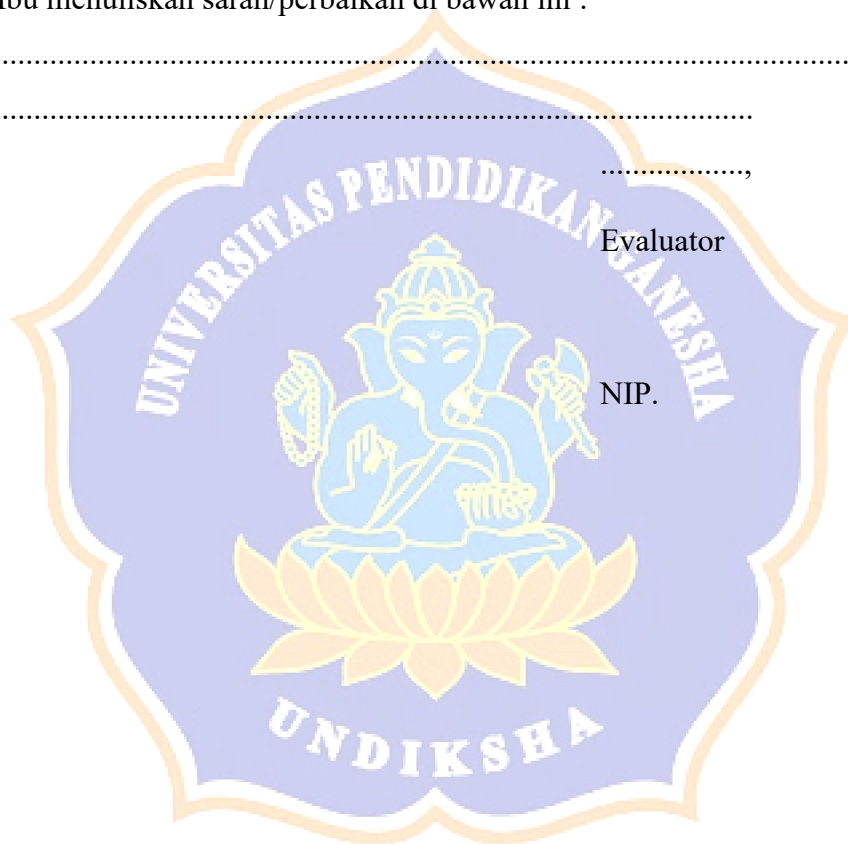 ibu menuliskan saran/perbaikan di bawah ini :
..............................................................................................................
.................................................................................................
..................,
UNIVERSITAS PENDIDIKAN GANESHA
Evaluator
NIP.
UNDIKSHA